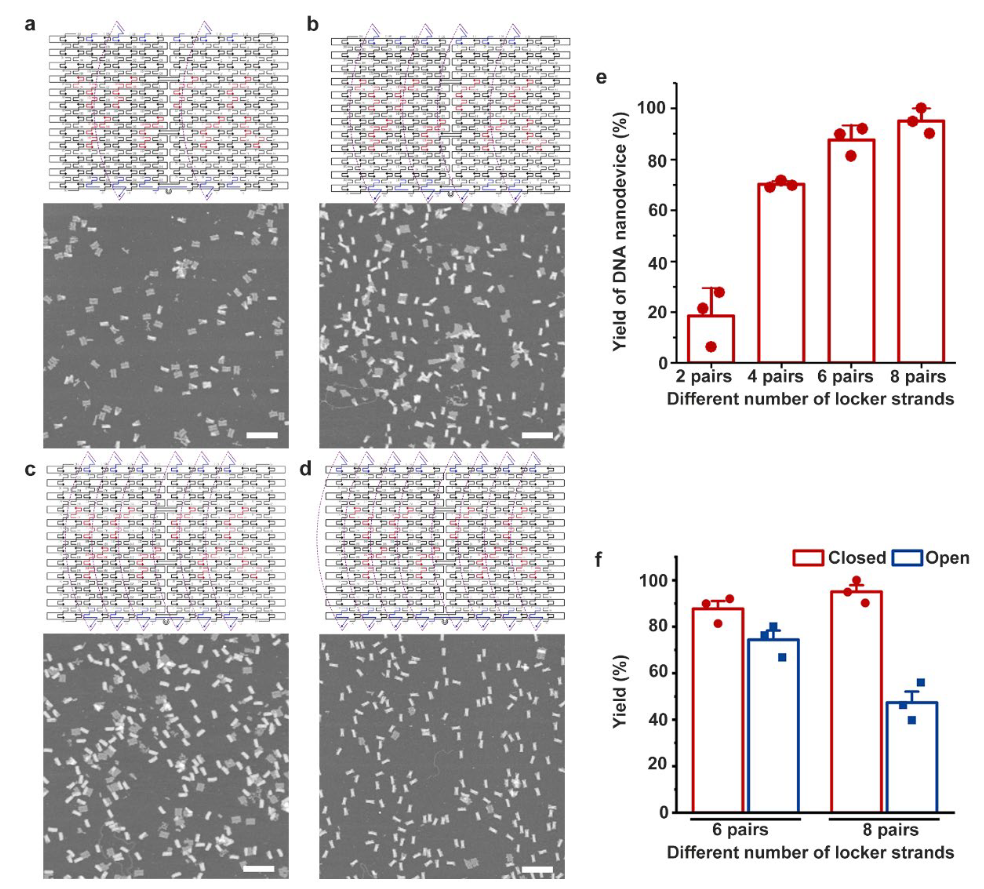 a
b
c
d
e
Yield of DNA nanodevice (%)
100
80
60
40
20
0
2 pairs 4 pairs 6 pairs 8 pairs
Different number of locker strands
f
Closed Open
Yield (%)
100
80
60
40
20
0
6 pairs 8 pairs
Different number of locker strands